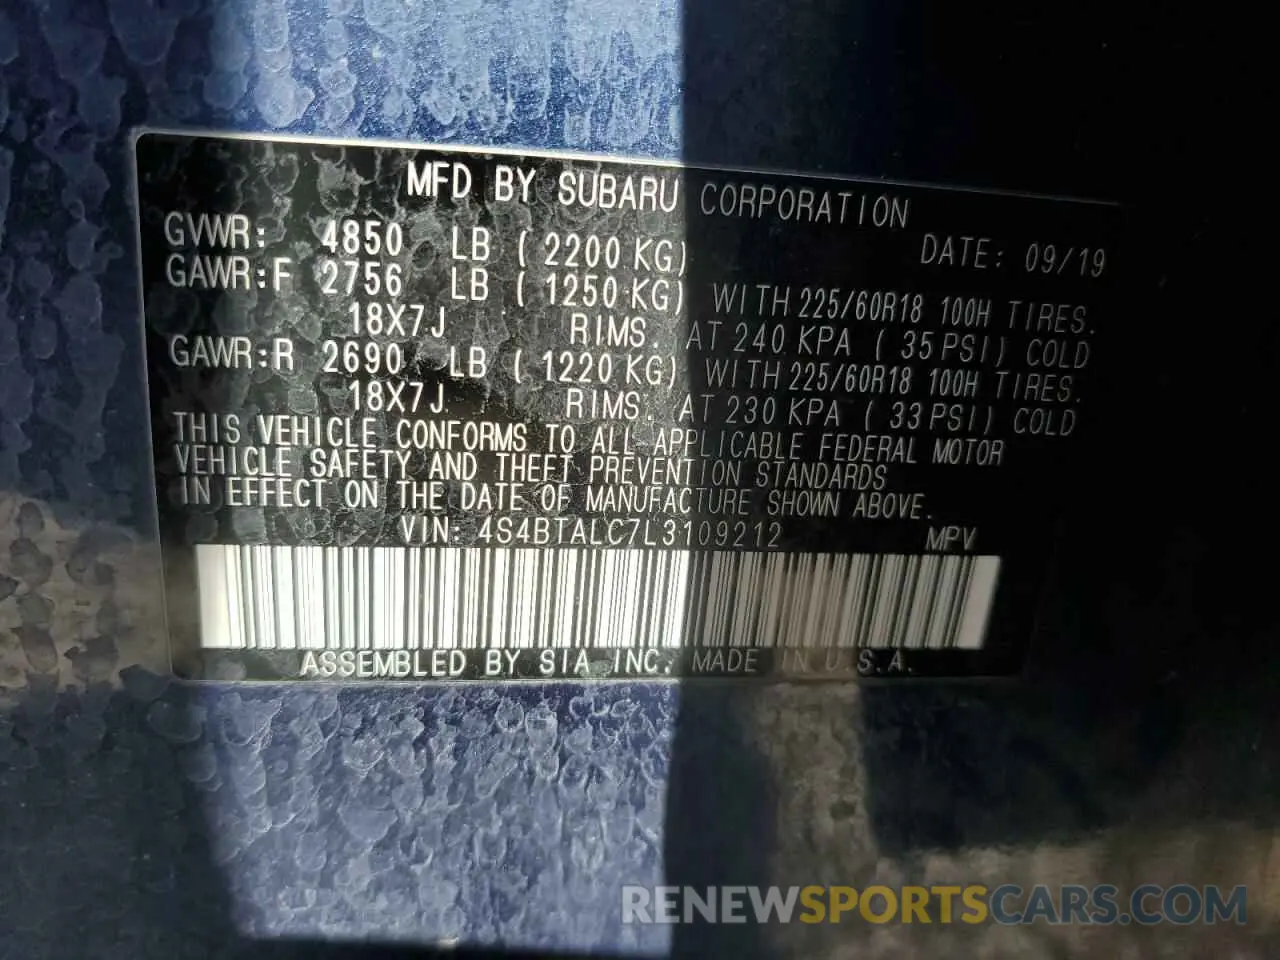 MFD BY SUBARU CORPORATION
GVWR: 4850 LB ( 2200 KG) DATE: 09/19
GAWR:F 2756 LB ( 1250 KG) WITH 225/60R18 100H TIRES.
18X7J RIMS. AT 240 KPA ( 35 PSI) COLD
GAWR:R 2690 LB ( 1220 KG) WITH 225/60R18 100H TIRES.
18X7J RIMS. AT 230 KPA ( 33 PSI) COLD
THIS VEHICLE CONFORMS TO ALL APPLICABLE FEDERAL MOTOR
VEHICLE SAFETY AND THEFT PREVENTION STANDARDS
IN EFFECT ON THE DATE OF MANUFACTURE SHOWN ABOVE.
VIN: 4S4BTALC7L3109212 MPV
ASSEMBLED BY SIA INC. MADE IN U.S.A.
RENEWSPORTSCARS.COM